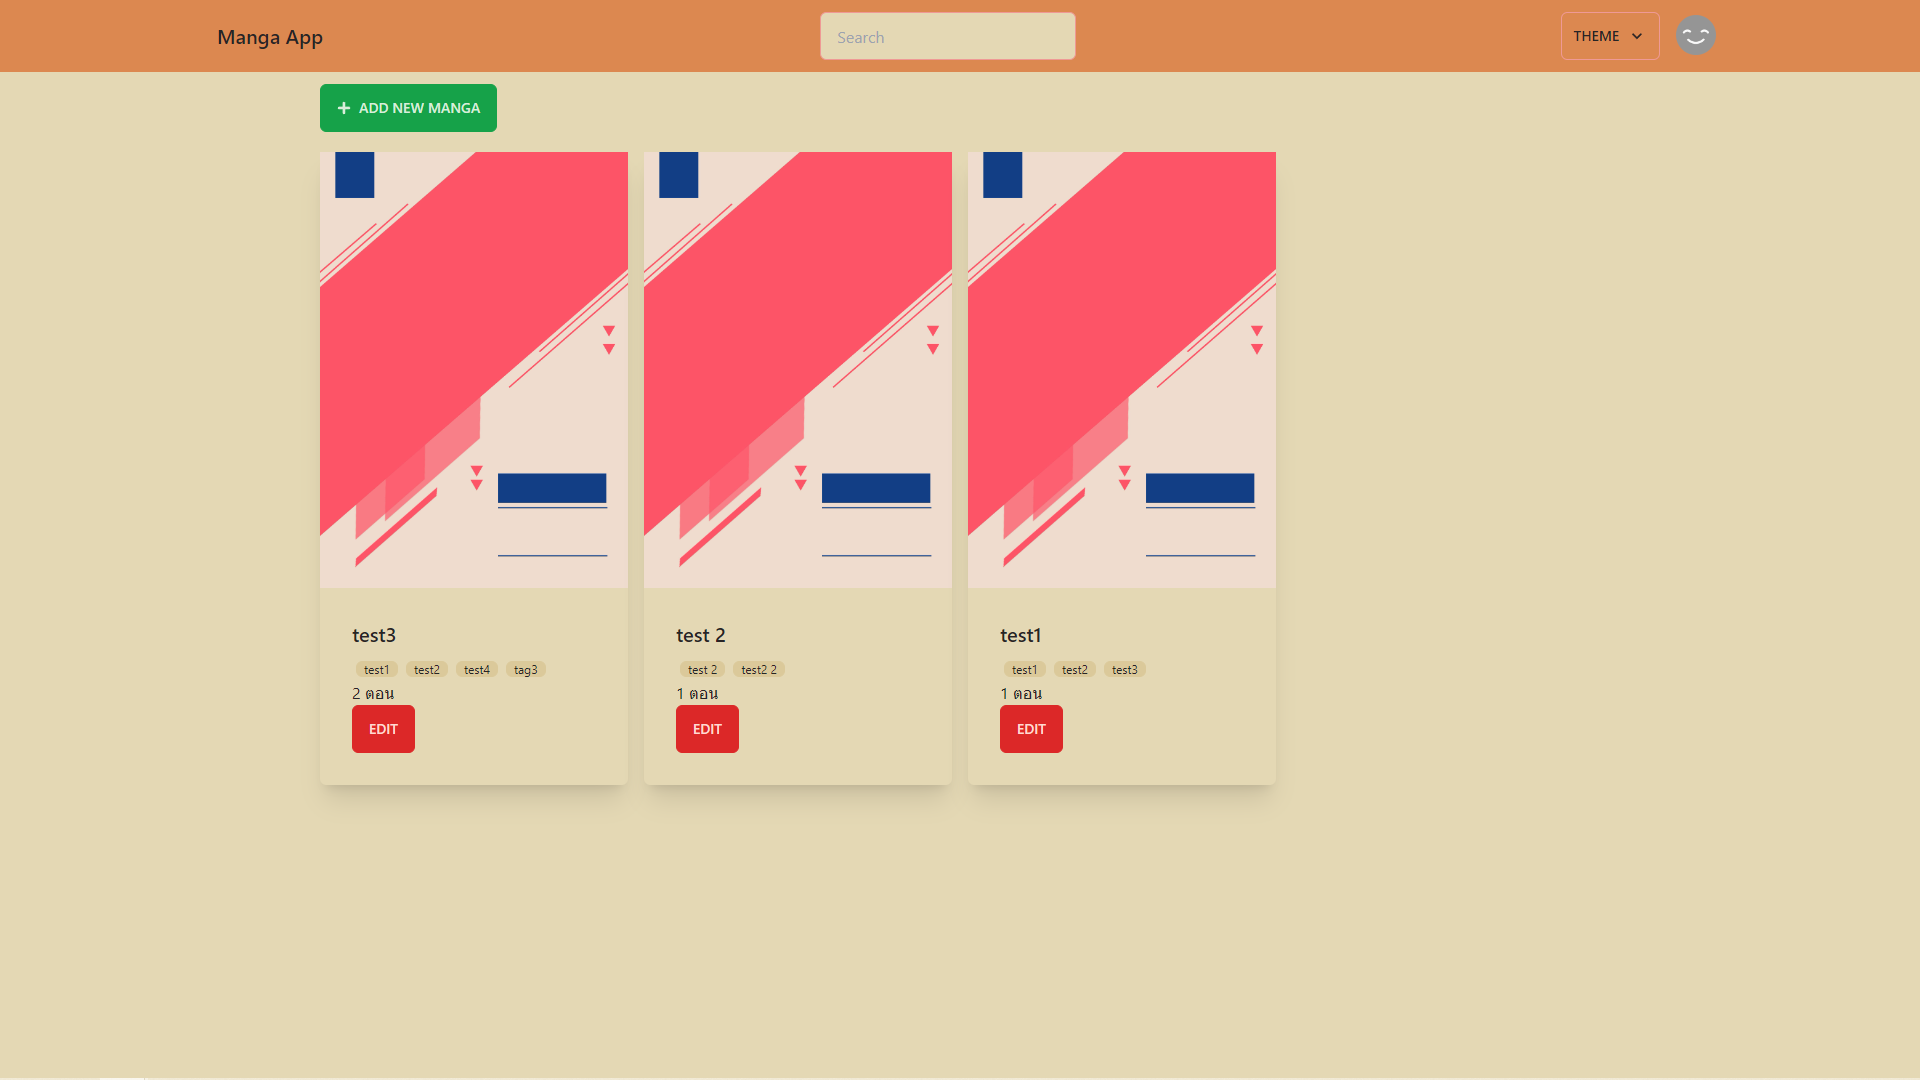 Manga App
Search
THEME
ADD NEW MANGA
test3
test1 test2 test4 tag3
2 ตอน
EDIT
test 2
test 2 test2 2
1 ตอน
EDIT
test1
test1 test2 test3
1 ตอน
EDIT